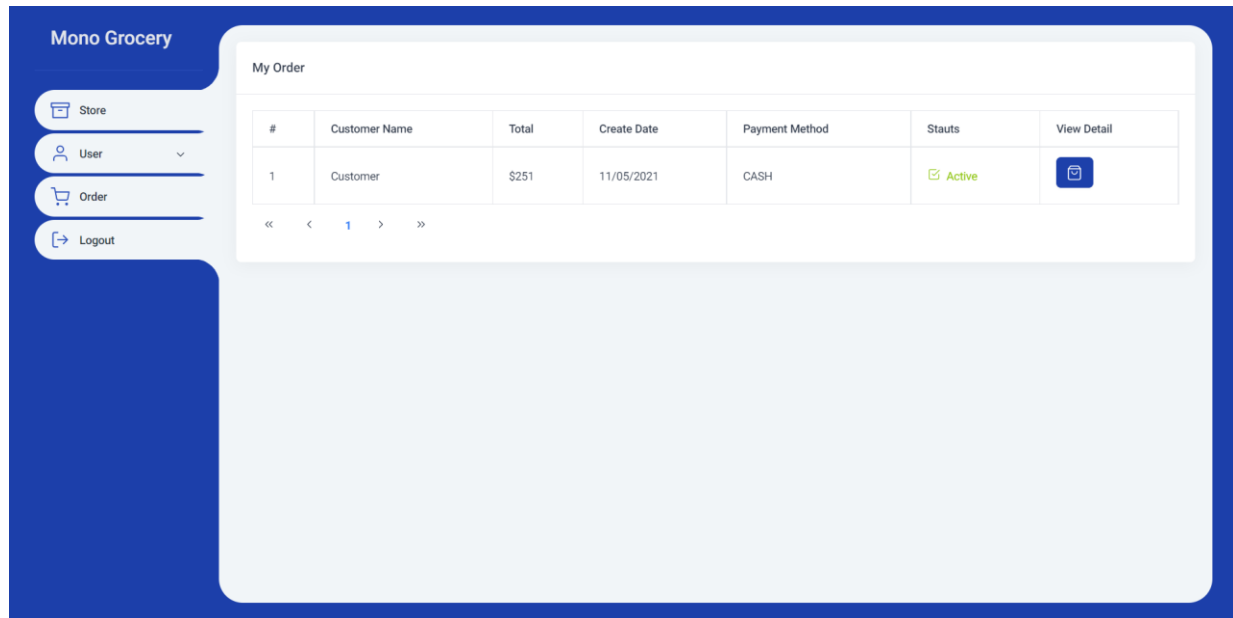 Mono Grocery
Store
User
Order
Logout
My Order
# Customer Name Total Create Date Payment Method Stauts View Detail
1 Customer $251 11/05/2021 CASH Active
« < 1 > »